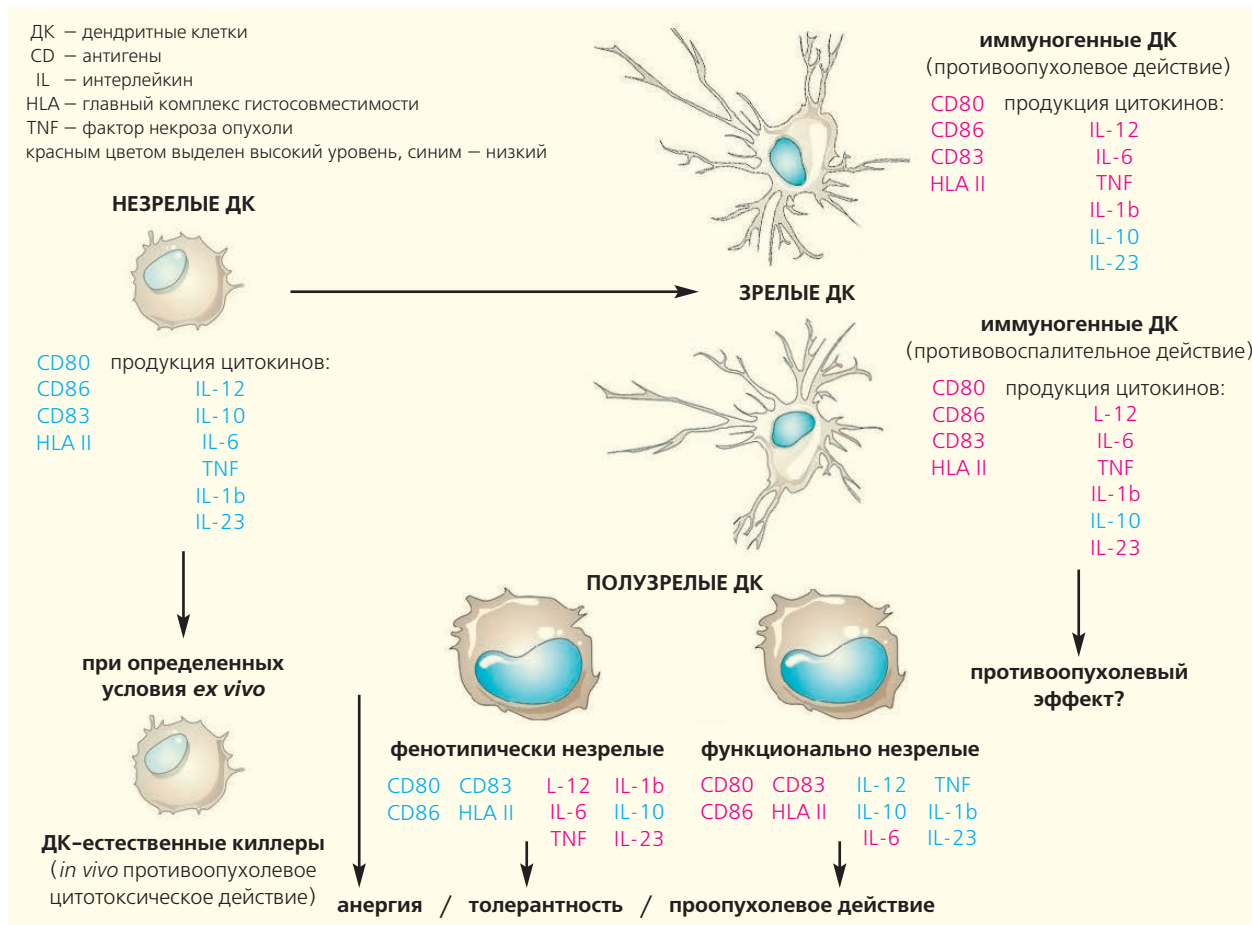 ДК – дендритные клетки
CD – антигены
IL – интерлейкин
HLA – главный комплекс гистосовместимости
TNF – фактор некроза опухоли
красным цветом выделен высокий уровень, синим – низкий
НЕЗРЕЛЫЕ ДК
CD80 продукция цитокинов:
CD86 IL-12
CD83 IL-10
HLA II IL-6
TNF
IL-1b
IL-23
при определенных
условия ex vivo
ДК–естественные киллеры
(in vivo противоопухолевое
цитотоксическое действие)
ЗРЕЛЫЕ ДК
иммуногенные ДК
(противоопухолевое действие)
CD80 продукция цитокинов:
CD86 IL-12
CD83 IL-6
HLA II TNF
IL-1b
IL-10
IL-23
иммуногенные ДК
(противовоспалительное действие)
CD80 продукция цитокинов:
CD86 L-12
CD83 IL-6
HLA II TNF
IL-1b
IL-10
IL-23
противоопухолевый
эффект?
ПОЛУЗРЕЛЫЕ ДК
фенотипически незрелые
CD80 CD83 L-12 IL-1b
CD86 HLA II IL-6 IL-10
TNF IL-23
функционально незрелые
CD80 CD83 IL-12 TNF
CD86 HLA II IL-10 IL-1b
IL-6 IL-23
анергия / толерантность / проопухолевое действие